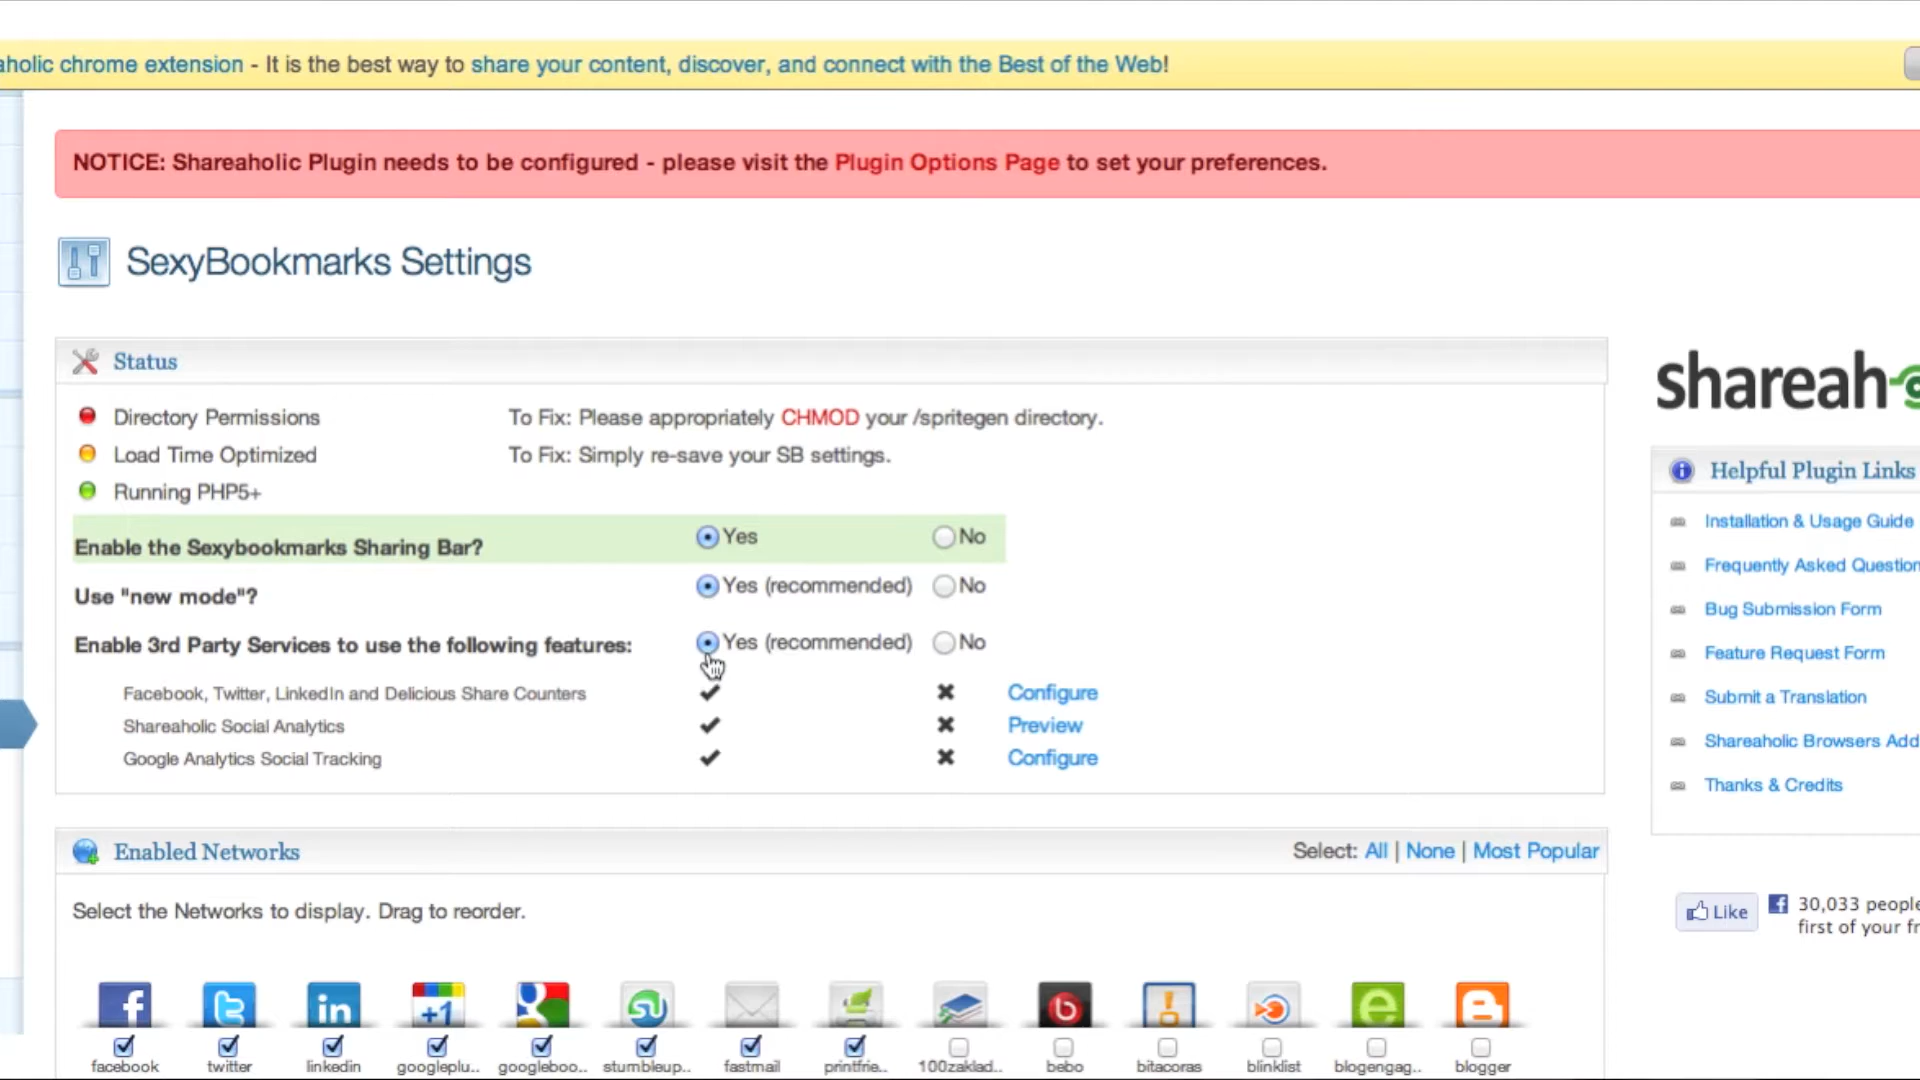 aholic chrome extension - It is the best way to share your content, discover, and connect with the Best of the Web!
NOTICE: Shareaholic Plugin needs to be configured - please visit the Plugin Options Page to set your preferences.
SexyBookmarks Settings
Status
Directory Permissions To Fix: Please appropriately CHMOD your /spritegen directory.
Load Time Optimized To Fix: Simply re-save your SB settings.
Running PHP5+
Enable the Sexybookmarks Sharing Bar? Yes No
Use "new mode"? Yes (recommended) No
Enable 3rd Party Services to use the following features: Yes (recommended) No
Facebook, Twitter, LinkedIn and Delicious Share Counters Configure
Shareaholic Social Analytics Preview
Google Analytics Social Tracking Configure
Enabled Networks Select: All | None | Most Popular
Select the Networks to display. Drag to reorder.
f t in +1 b e
facebook twitter linkedin googleplu.. googleboo.. stumbleup.. fastmail printfrie.. 100zaklad.. bebo bitacoras blinklist blogengag.. blogger
shareah
Helpful Plugin Links
Installation & Usage Guide
Frequently Asked Question
Bug Submission Form
Feature Request Form
Submit a Translation
Shareaholic Browsers Add
Thanks & Credits
Like f 30,033 people
first of your fr